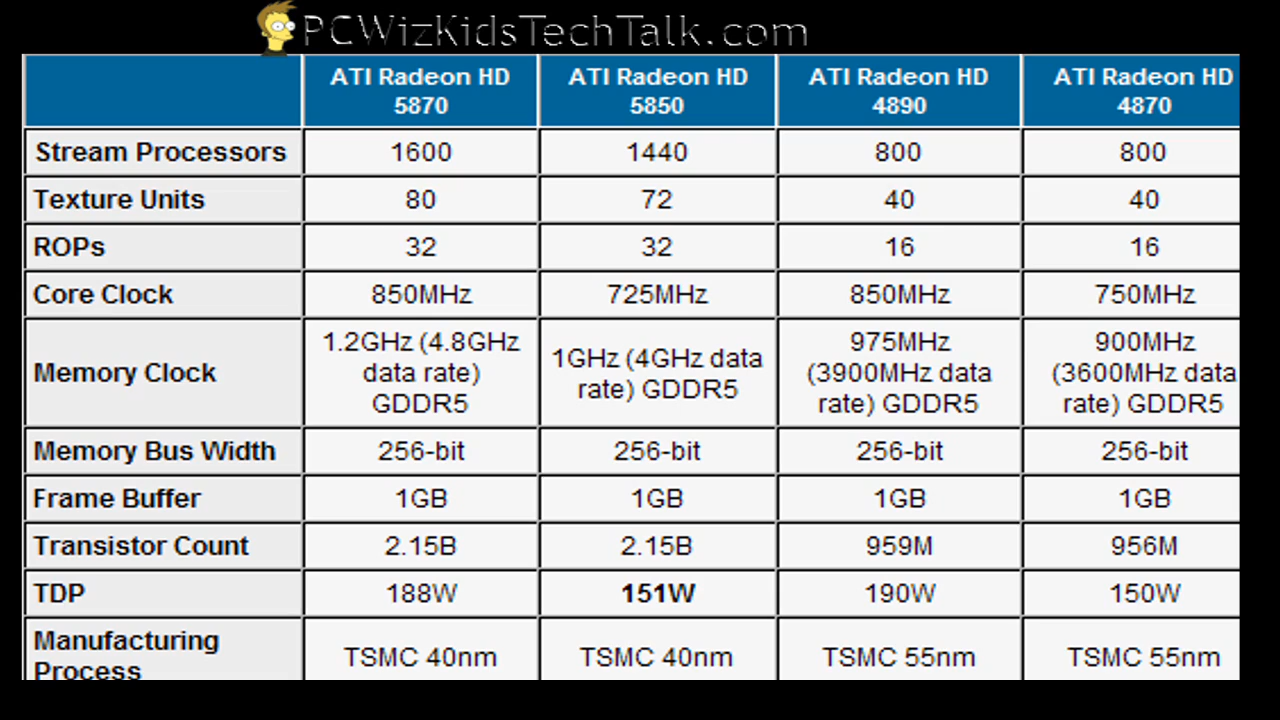 PCWizKidsTechTalk.com
ATI Radeon HD 5870 ATI Radeon HD 5850 ATI Radeon HD 4890 ATI Radeon HD 4870
Stream Processors 1600 1440 800 800
Texture Units 80 72 40 40
ROPs 32 32 16 16
Core Clock 850MHz 725MHz 850MHz 750MHz
Memory Clock 1.2GHz (4.8GHz data rate) GDDR5 1GHz (4GHz data rate) GDDR5 975MHz (3900MHz data rate) GDDR5 900MHz (3600MHz data rate) GDDR5
Memory Bus Width 256-bit 256-bit 256-bit 256-bit
Frame Buffer 1GB 1GB 1GB 1GB
Transistor Count 2.15B 2.15B 959M 956M
TDP 188W 151W 190W 150W
Manufacturing Process TSMC 40nm TSMC 40nm TSMC 55nm TSMC 55nm